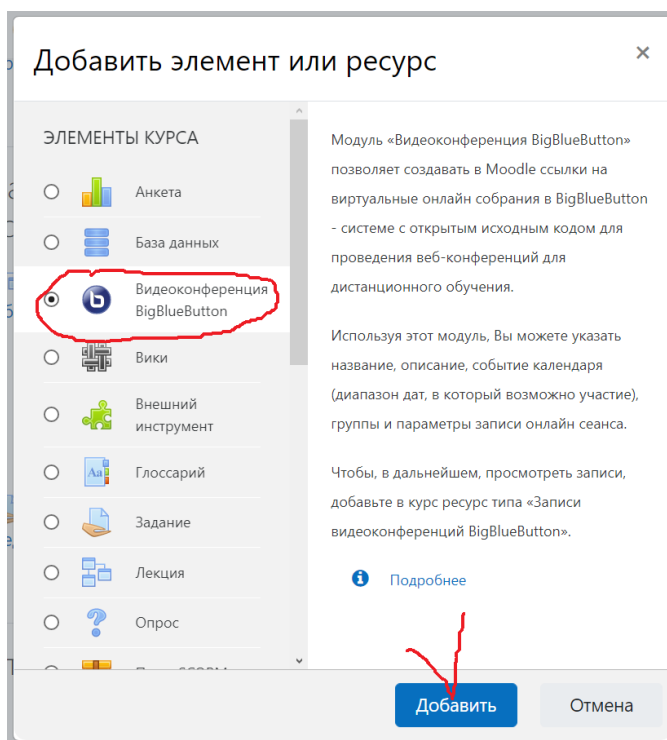 Добавить элемент или ресурс
×
ЭЛЕМЕНТЫ КУРСА
Анкета
База данных
Видеоконференция
BigBlueButton
Вики
Внешний
инструмент
Глоссарий
Задание
Лекция
Опрос
Модуль «Видеоконференция BigBlueButton»
позволяет создавать в Moodle ссылки на
виртуальные онлайн собрания в BigBlueButton
- системе с открытым исходным кодом для
проведения веб-конференций для
дистанционного обучения.
Используя этот модуль, Вы можете указать
название, описание, событие календаря
(диапазон дат, в который возможно участие),
группы и параметры записи онлайн сеанса.
Чтобы, в дальнейшем, просмотреть записи,
добавьте в курс ресурс типа «Записи
видеоконференций BigBlueButton».
Подробнее
Добавить
Отмена